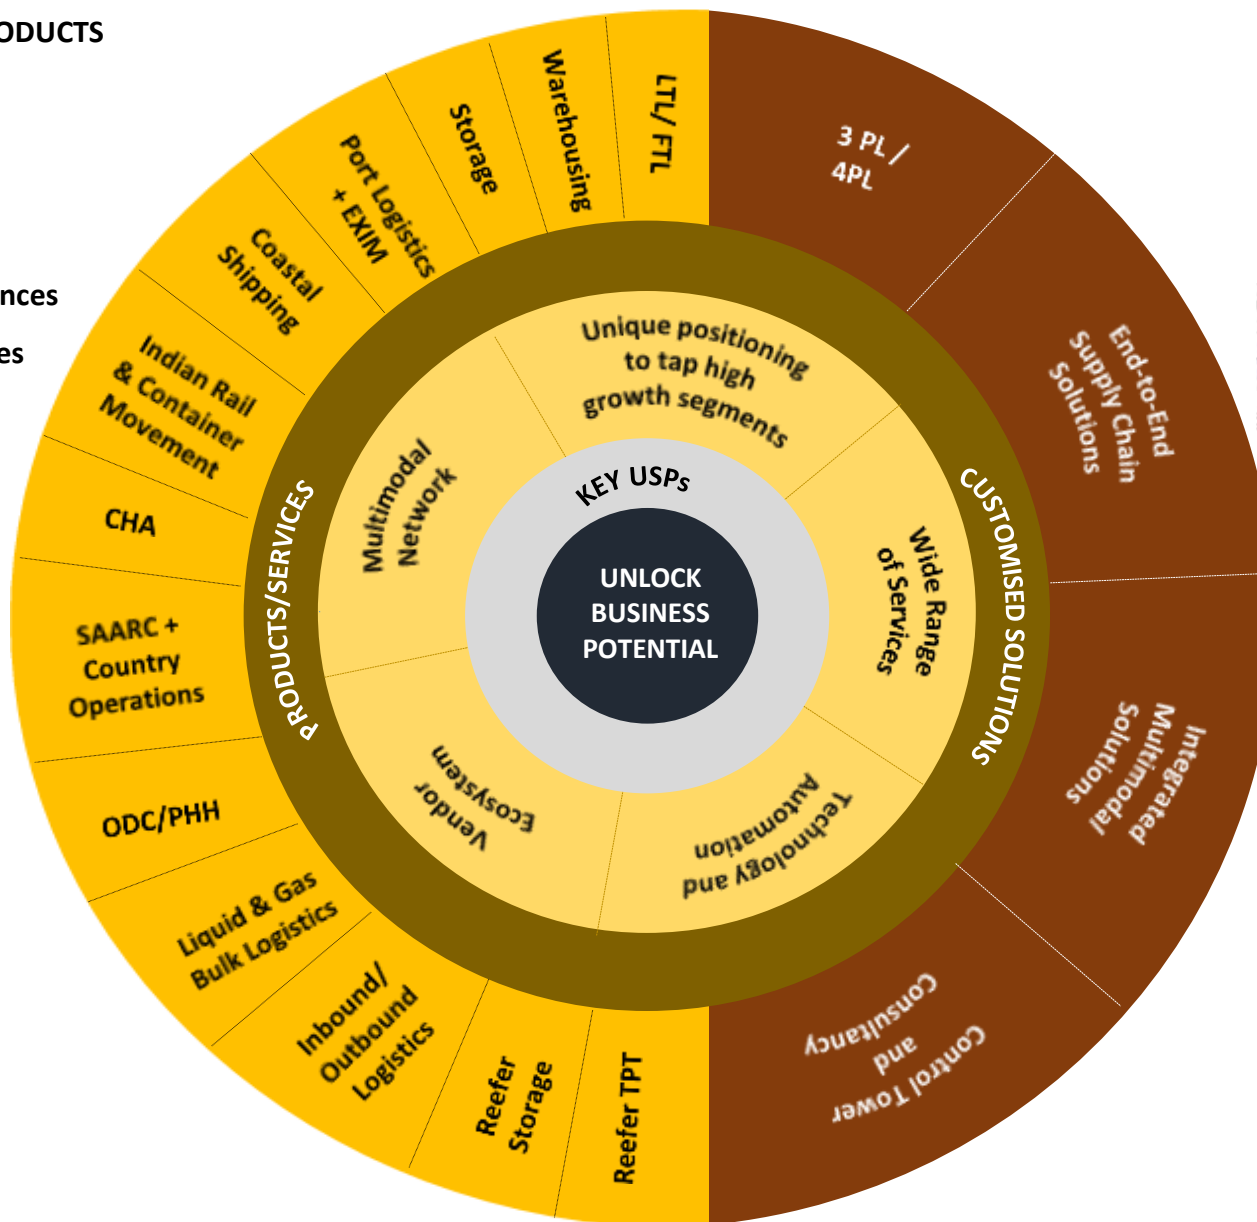 ODUCTS
nces
es
LTL/ FTL
Warehousing
Storage
Port Logistics
+ EXIM
Coastal
Shipping
Indian Rail
& Container
Movement
CHA
SAARC +
Country
Operations
ODC/PHH
Liquid & Gas
Bulk Logistics
Inbound/
Outbound
Logistics
Reefer
Storage
Reefer TPT
3 PL /
4PL
End-to-End
Supply Chain
Solutions
Integrated
Multimodal
Solutions
Control Tower
and
Consultancy
PRODUCTS/SERVICES
CUSTOMISED SOLUTIONS
Unique positioning
to tap high
growth segments
Wide Range
of Services
Technology and
Automation
Vendor
Ecosystem
Multimodal
Network
KEY USPs
UNLOCK
BUSINESS
POTENTIAL